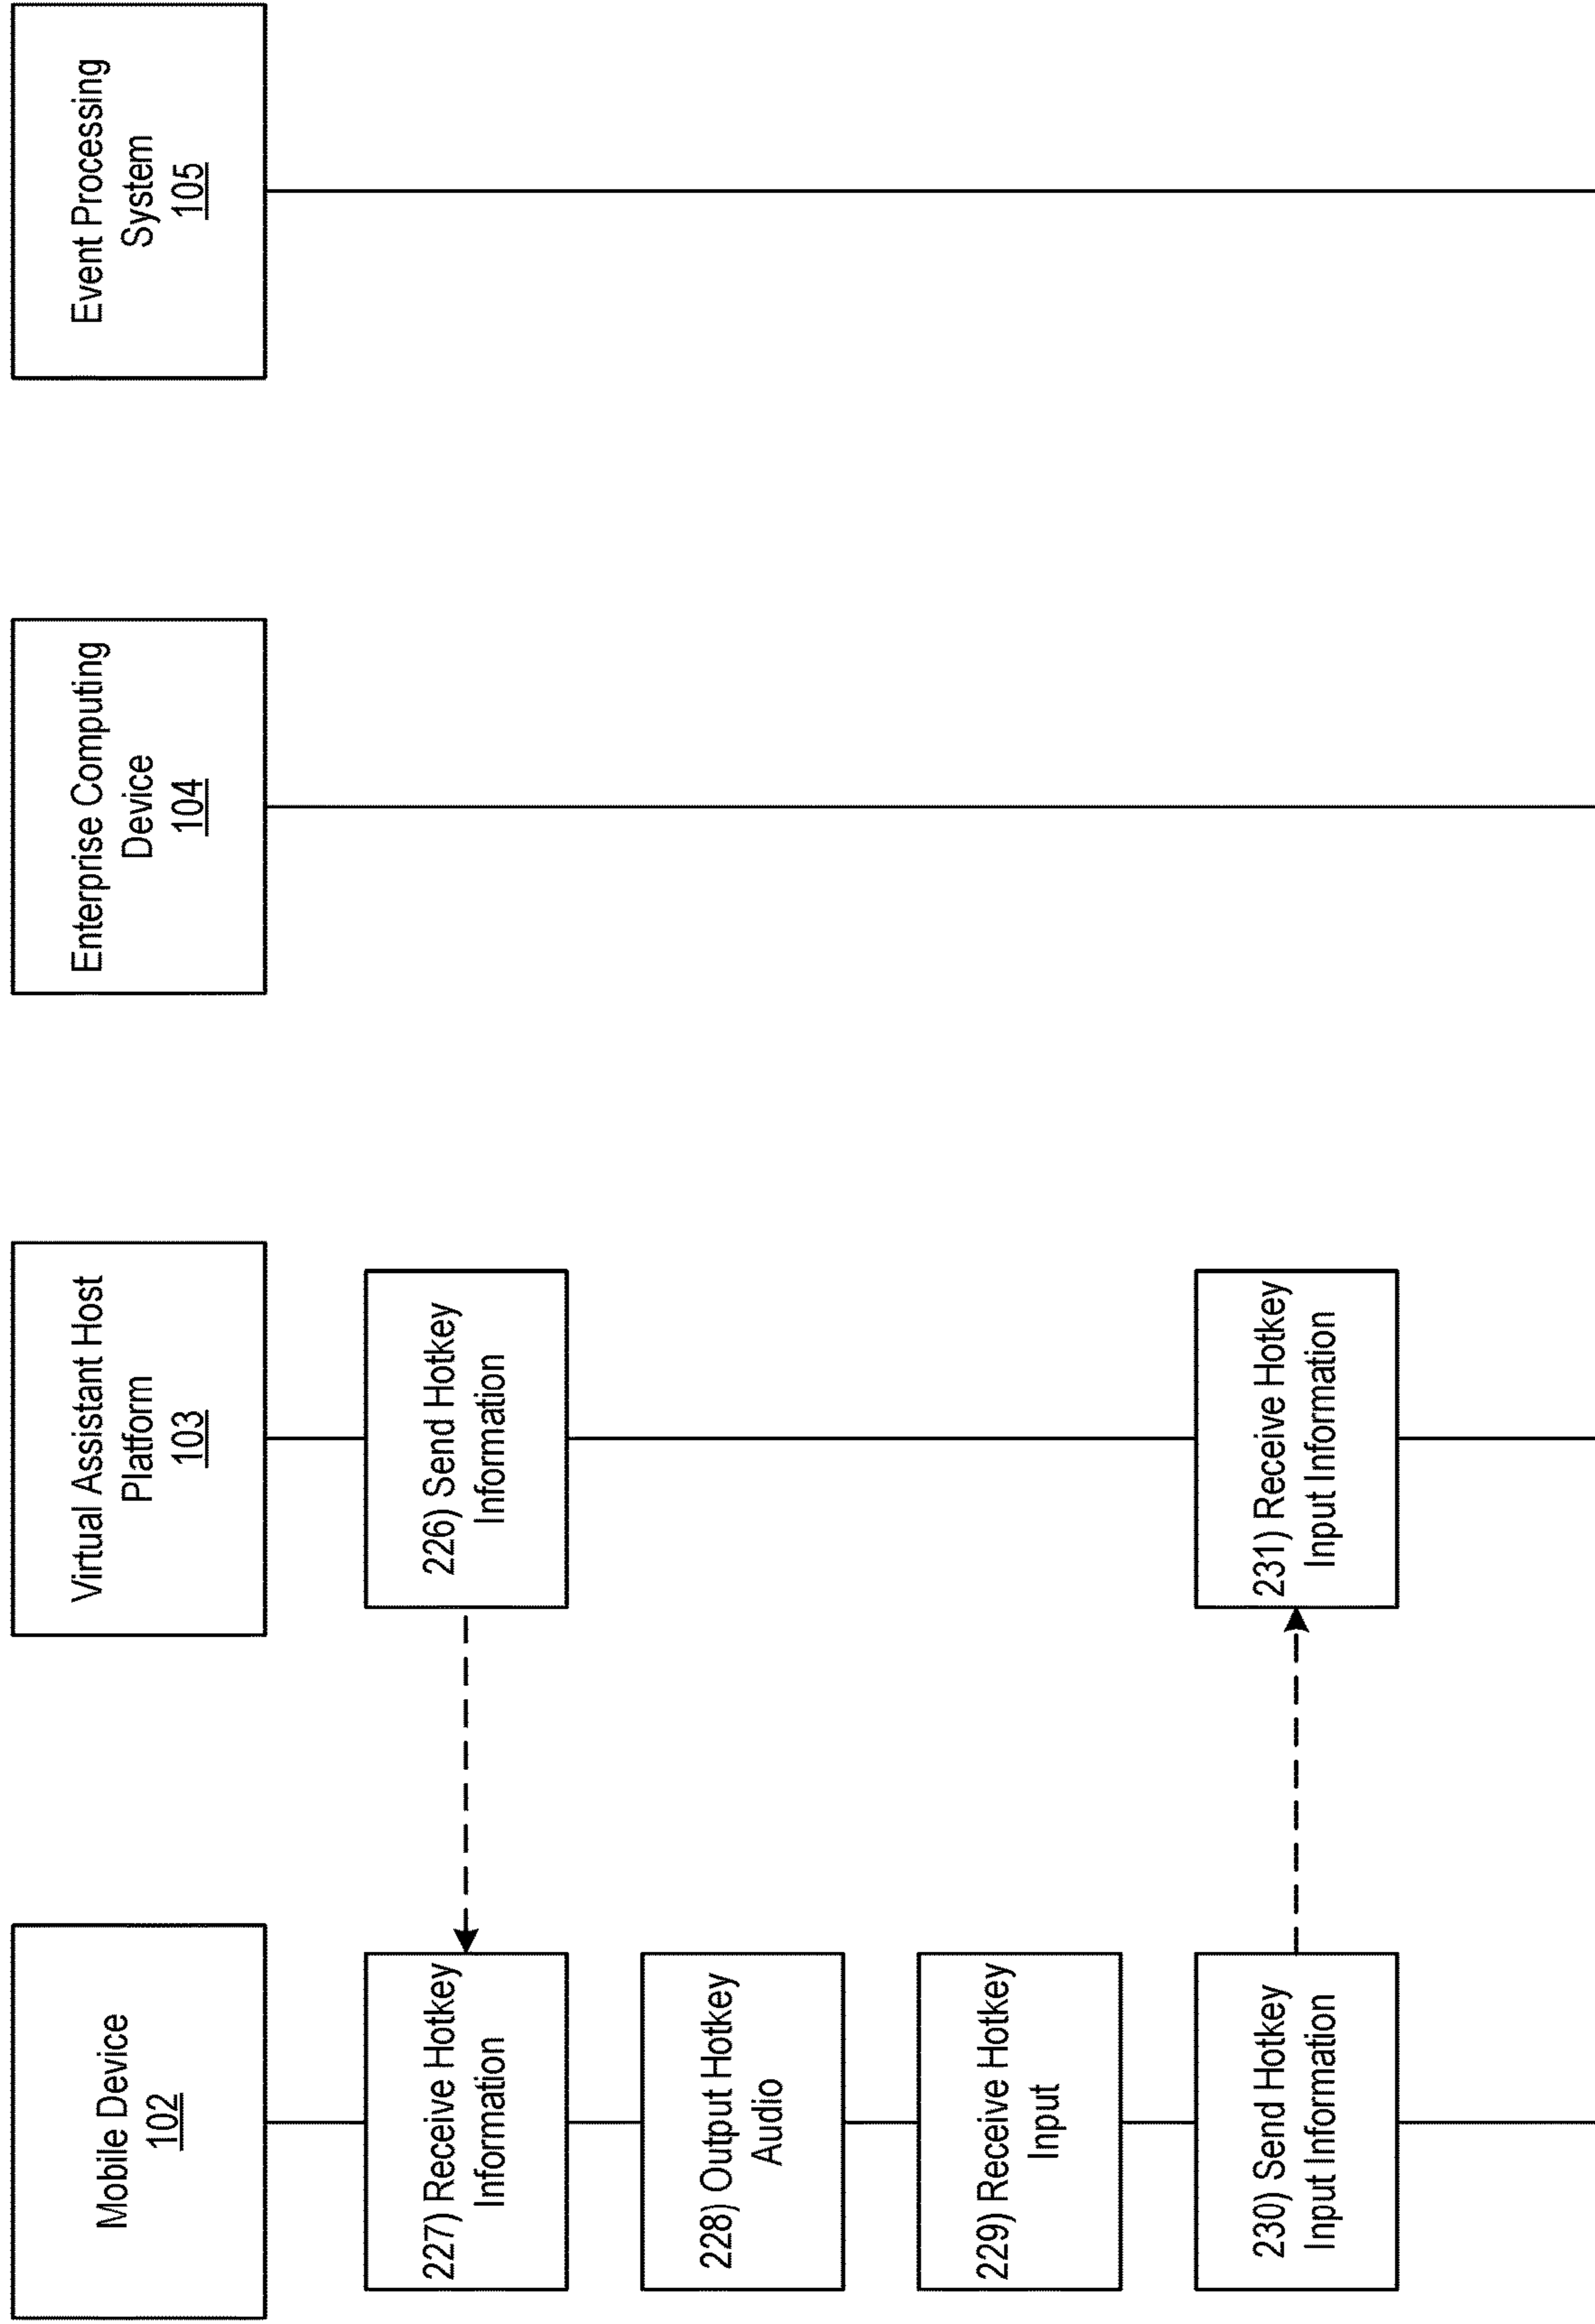 Mobile Device
102
Virtual Assistant Host
Platform
103
Enterprise Computing
Device
104
Event Processing
System
105
227) Receive Hotkey
Information
226) Send Hotkey
Information
228) Output Hotkey
Audio
229) Receive Hotkey
Input
230) Send Hotkey
Input Information
231) Receive Hotkey
Input Information